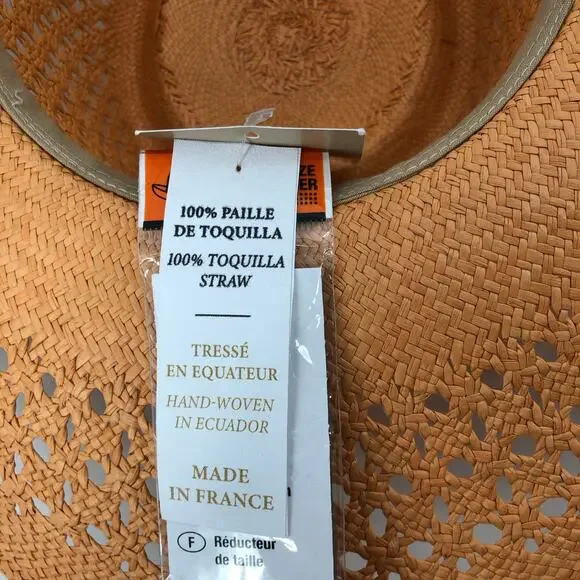 100% PAILLE
DE TOQUILLA
100% TOQUILLA
STRAW
TRESSÉ
EN EQUATEUR
HAND-WOVEN
IN ECUADOR
MADE
IN FRANCE
F Réducteur
de taille